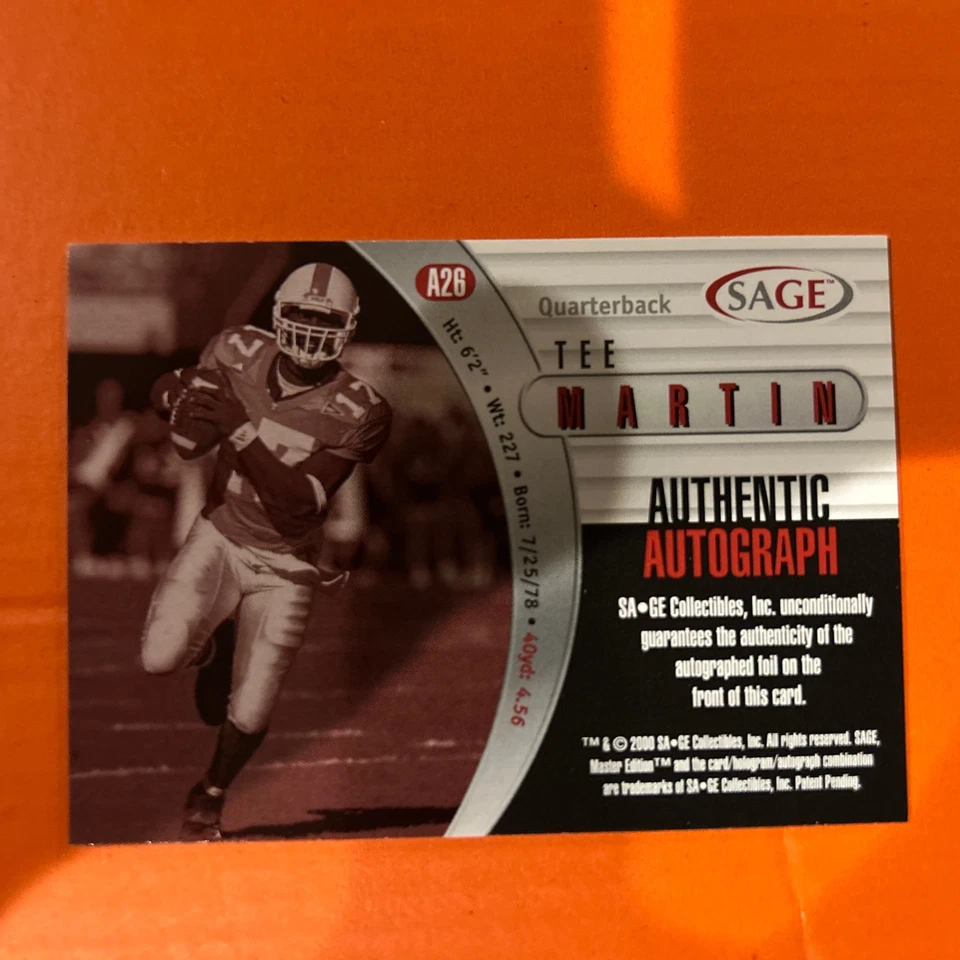 A26
Ht: 6'2" • Wt: 227 • Born: 7/25/78 • 40yd: 4.56
Quarterback
SAGE™
TEE
MARTIN
AUTHENTIC
AUTOGRAPH
SA•GE Collectibles, Inc. unconditionally
guarantees the authenticity of the
autographed foil on the
front of this card.
™ & © 2000 SA•GE Collectibles, Inc. All rights reserved. SAGE,
Master Edition™ and the card/hologram/autograph combination
are trademarks of SA•GE Collectibles, Inc. Patent Pending.
17
17